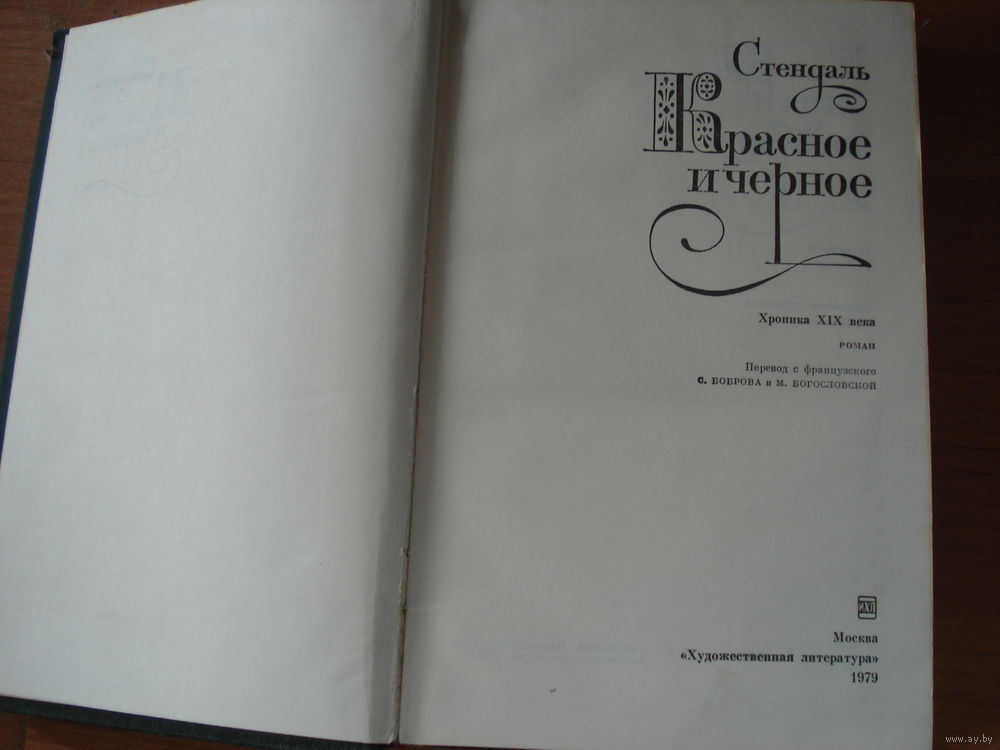 Стендаль
Красное
и черное
Хроника XIX века
РОМАН
Перевод с французского
С. БОБРОВА и М. БОГОСЛОВСКОЙ
Москва
«Художественная литература»
1979
www.ay.by